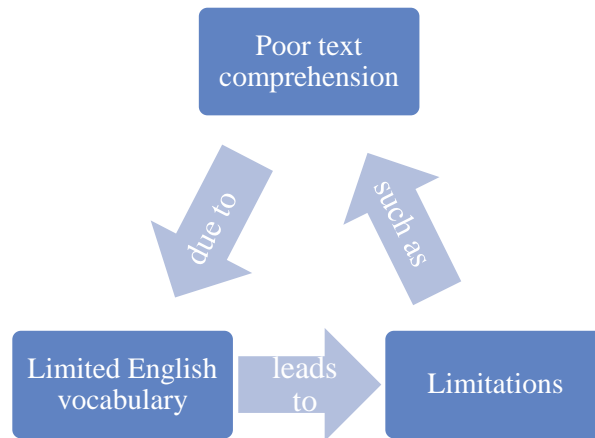 Poor text
comprehension
due to
such as
Limited English
vocabulary
leads
to
Limitations